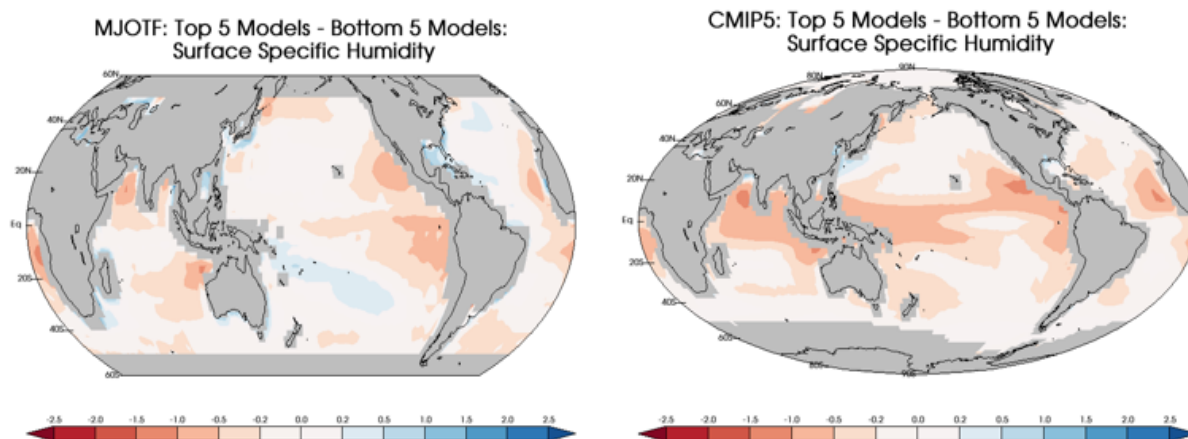 MJOTF: Top 5 Models - Bottom 5 Models:
Surface Specific Humidity
60N
40N
20N
Eq
20S
40S
60S
-2.5 -2.0 -1.5 -1.0 -0.5 -0.2 0.0 0.2 0.5 1.0 1.5 2.0 2.5
CMIP5: Top 5 Models - Bottom 5 Models:
Surface Specific Humidity
90N
80N
60N
40N
20N
Eq
20S
40S
60S
80S
90S
-2.5 -2.0 -1.5 -1.0 -0.5 -0.2 0.0 0.2 0.5 1.0 1.5 2.0 2.5